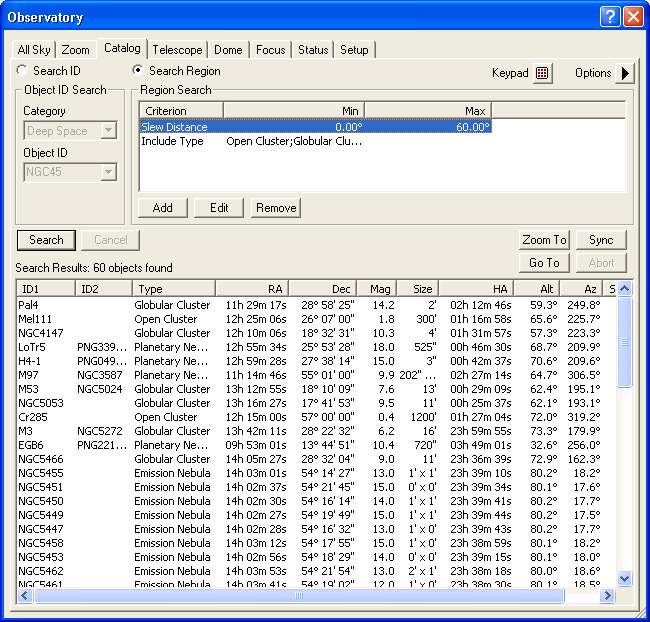 Observatory
All Sky Zoom Catalog Telescope Dome Focus Status Setup
Search ID Search Region Keypad Options
Object ID Search Region Search
Category
Deep Space
Object ID
NGC45
Criterion Min Max
Slew Distance 0.00° 60.00°
Include Type Open Cluster;Globular Clu...
Add Edit Remove
Search Cancel Zoom To Sync
Go To Abort
Search Results: 60 objects found
ID1 ID2 Type RA Dec Mag Size HA Alt Az S
Pal4 Globular Cluster 11h 29m 17s 28° 58' 25" 14.2 2' 02h 12m 46s 59.3° 249.8°
Mel111 Open Cluster 12h 25m 06s 26° 07' 00" 1.8 300' 01h 16m 58s 65.6° 225.7°
NGC4147 Globular Cluster 12h 10m 06s 18° 32' 31" 10.3 4' 01h 31m 57s 57.3° 223.3°
LoTr5 PNG339... Planetary Ne... 12h 55m 34s 25° 53' 28" 18.0 525" 00h 46m 30s 68.7° 209.9°
H4-1 PNG049... Planetary Ne... 12h 59m 28s 27° 38' 14" 15.0 3" 00h 42m 37s 70.6° 209.6°
M97 NGC3587 Planetary Ne... 11h 14m 46s 55° 01' 00" 9.9 202" ... 02h 27m 14s 64.7° 306.5°
M53 NGC5024 Globular Cluster 13h 12m 55s 18° 10' 09" 7.6 13' 00h 29m 09s 62.4° 195.1°
NGC5053 Globular Cluster 13h 16m 27s 17° 41' 53" 9.5 11' 00h 25m 37s 62.1° 193.1°
Cr285 Open Cluster 12h 15m 00s 57° 00' 00" 0.4 1200' 01h 27m 04s 72.0° 319.2°
M3 NGC5272 Globular Cluster 13h 42m 11s 28° 22' 32" 6.2 16' 23h 59m 55s 73.3° 179.9°
EGB6 PNG221... Planetary Ne... 09h 53m 01s 13° 44' 51" 10.4 720" 03h 49m 01s 32.6° 256.0°
NGC5466 Globular Cluster 14h 05m 27s 28° 32' 04" 9.0 11' 23h 36m 39s 72.9° 162.3°
NGC5455 Emission Nebula 14h 03m 01s 54° 14' 27" 13.0 1' x 1' 23h 39m 10s 80.2° 18.2°
NGC5451 Emission Nebula 14h 02m 37s 54° 21' 45" 15.0 0' x 0' 23h 39m 34s 80.1° 17.6°
NGC5450 Emission Nebula 14h 02m 30s 54° 16' 14" 14.0 1' x 1' 23h 39m 41s 80.2° 17.7°
NGC5449 Emission Nebula 14h 02m 27s 54° 19' 49" 15.0 1' x 1' 23h 39m 44s 80.2° 17.5°
NGC5447 Emission Nebula 14h 02m 28s 54° 16' 32" 13.0 1' x 0' 23h 39m 43s 80.2° 17.7°
NGC5458 Emission Nebula 14h 03m 12s 54° 17' 55" 15.0 0' x 0' 23h 38m 59s 80.1° 18.2°
NGC5453 Emission Nebula 14h 02m 56s 54° 18' 29" 14.0 0' x 0' 23h 39m 15s 80.1° 18.0°
NGC5462 Emission Nebula 14h 03m 53s 54° 21' 54" 13.0 2' x 1' 23h 38m 18s 80.0° 18.6°
NGC5461 Emission Nebula 14h 03m 41s 54° 19' 02" 12.0 1' x 0' 23h 38m 30s 80.1° 18.5°